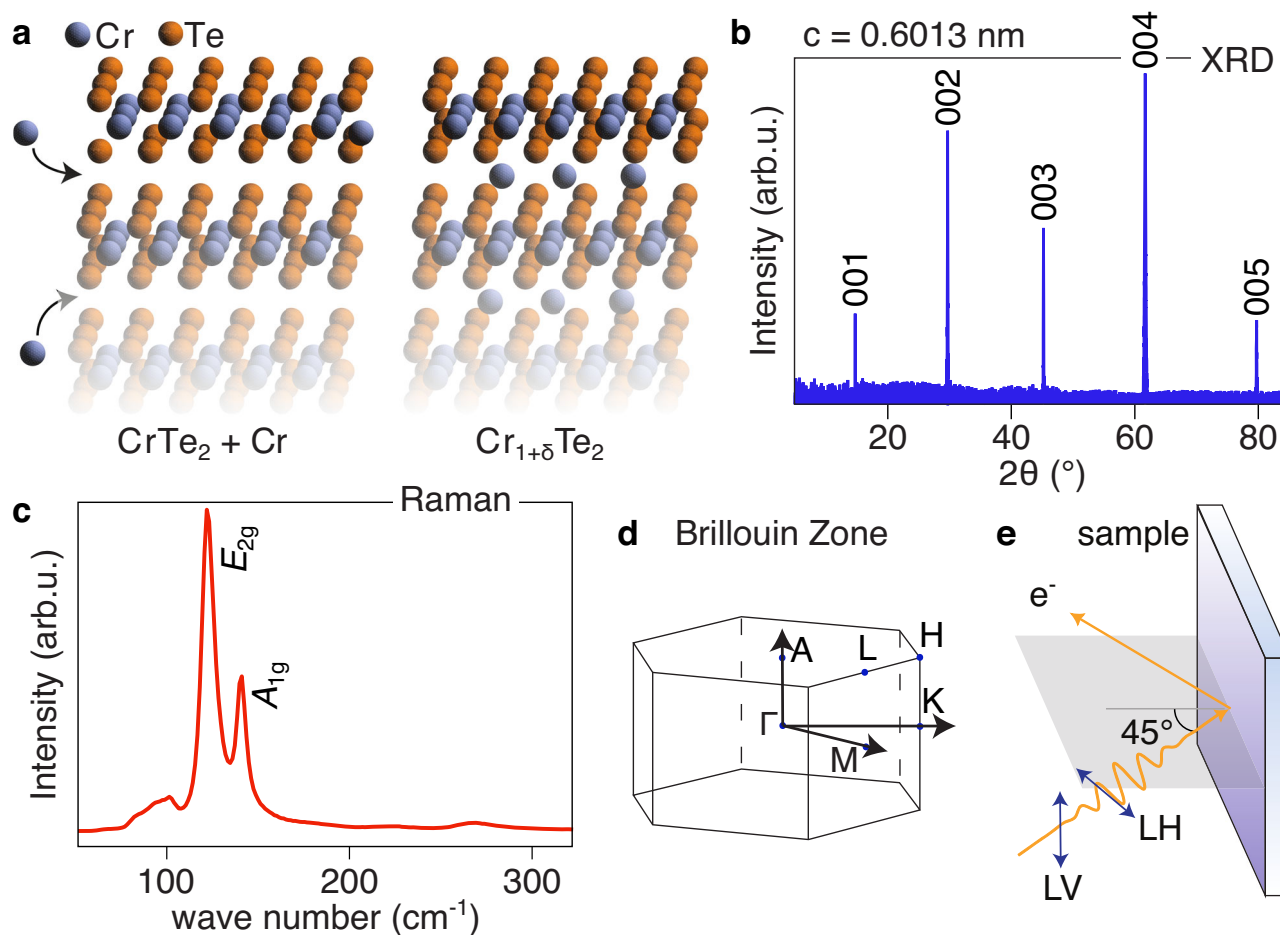 a Cr Te
CrTe₂ + Cr
Cr₁₊δTe₂
b c = 0.6013 nm
XRD
Intensity (arb.u.)
001
002
003
004
005
20 40 60 80
2θ (°)
c Raman
Intensity (arb.u.)
E₂g
A₁g
100 200 300
wave number (cm⁻¹)
d Brillouin Zone
A
L
H
Γ
K
M
e sample
e⁻
45°
LH
LV